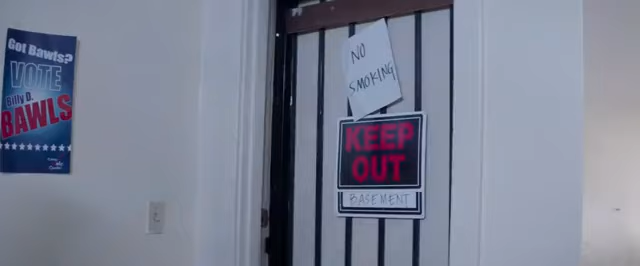 Got Bawls?
VOTE
Billy D.
BAWLS
NO
SMOKING
KEEP
OUT
BASEMENT